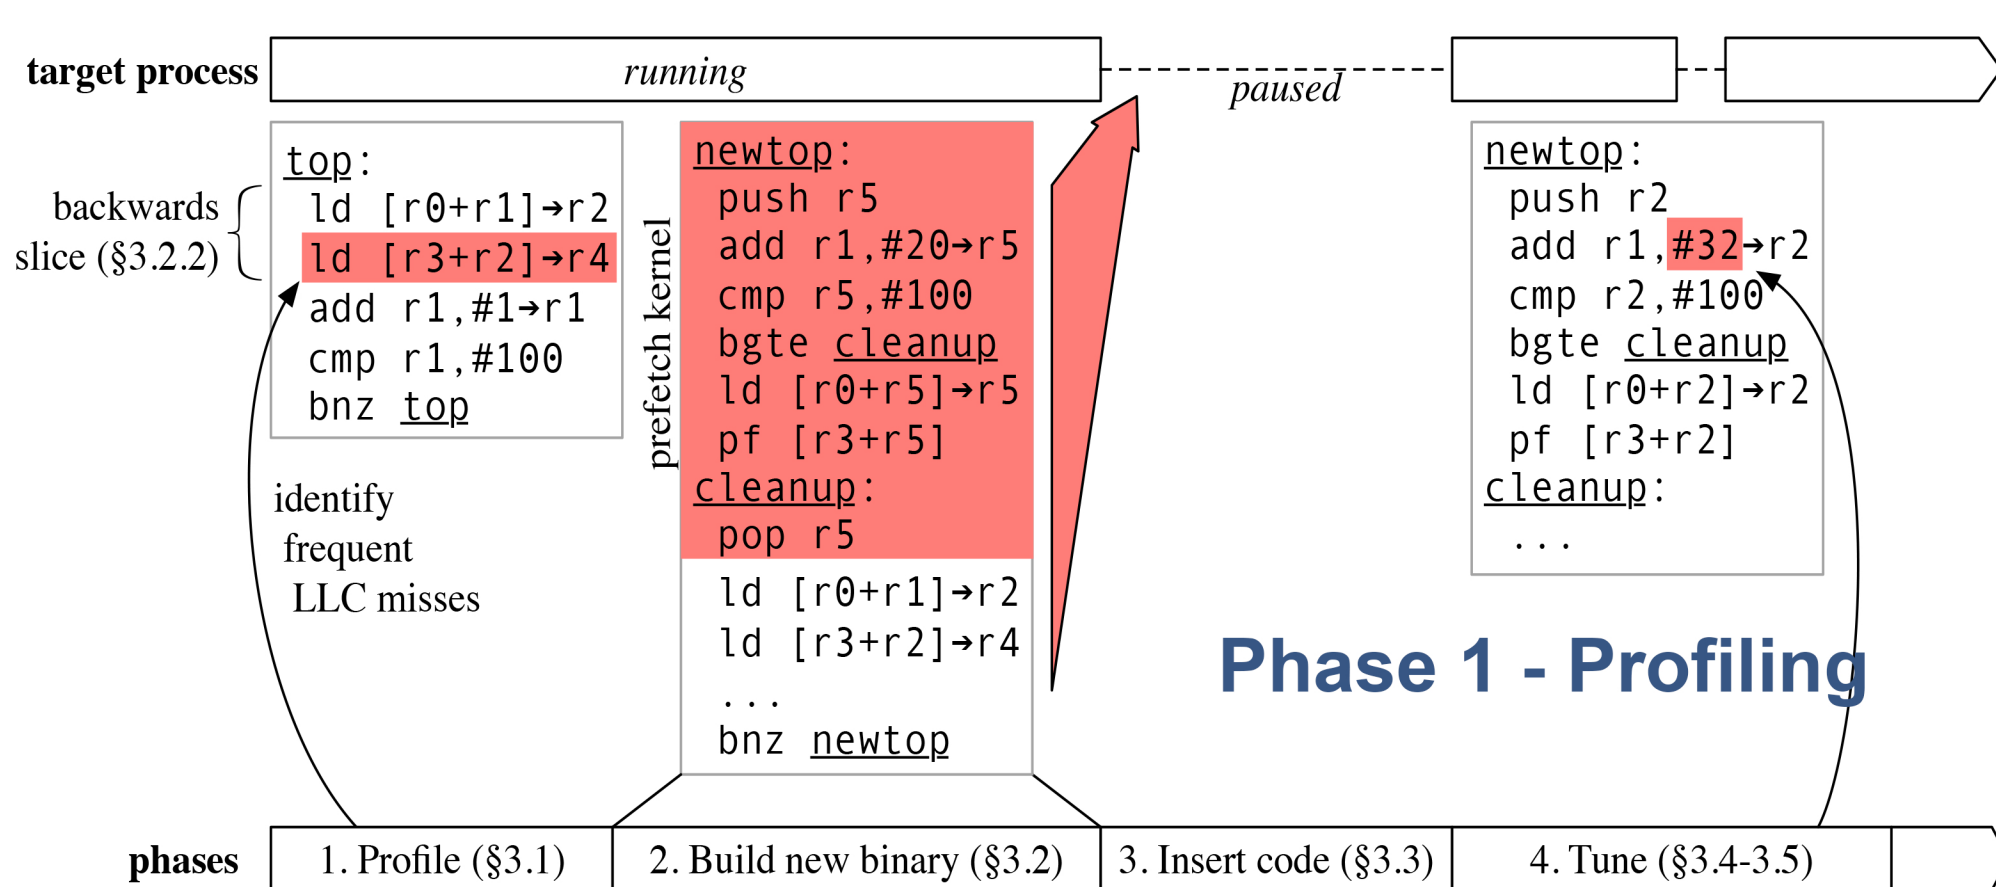 target process
running
paused
backwards
slice (§3.2.2)
top:
ld [r0+r1]➔r2
ld [r3+r2]➔r4
add r1,#1➔r1
cmp r1,#100
bnz top
identify
frequent
LLC misses
prefetch kernel
newtop:
push r5
add r1,#20➔r5
cmp r5,#100
bgte cleanup
ld [r0+r5]➔r5
pf [r3+r5]
cleanup:
pop r5
ld [r0+r1]➔r2
ld [r3+r2]➔r4
...
bnz newtop
newtop:
push r2
add r1,#32➔r2
cmp r2,#100
bgte cleanup
ld [r0+r2]➔r2
pf [r3+r2]
cleanup:
...
Phase 1 - Profiling
phases
1. Profile (§3.1)
2. Build new binary (§3.2)
3. Insert code (§3.3)
4. Tune (§3.4-3.5)